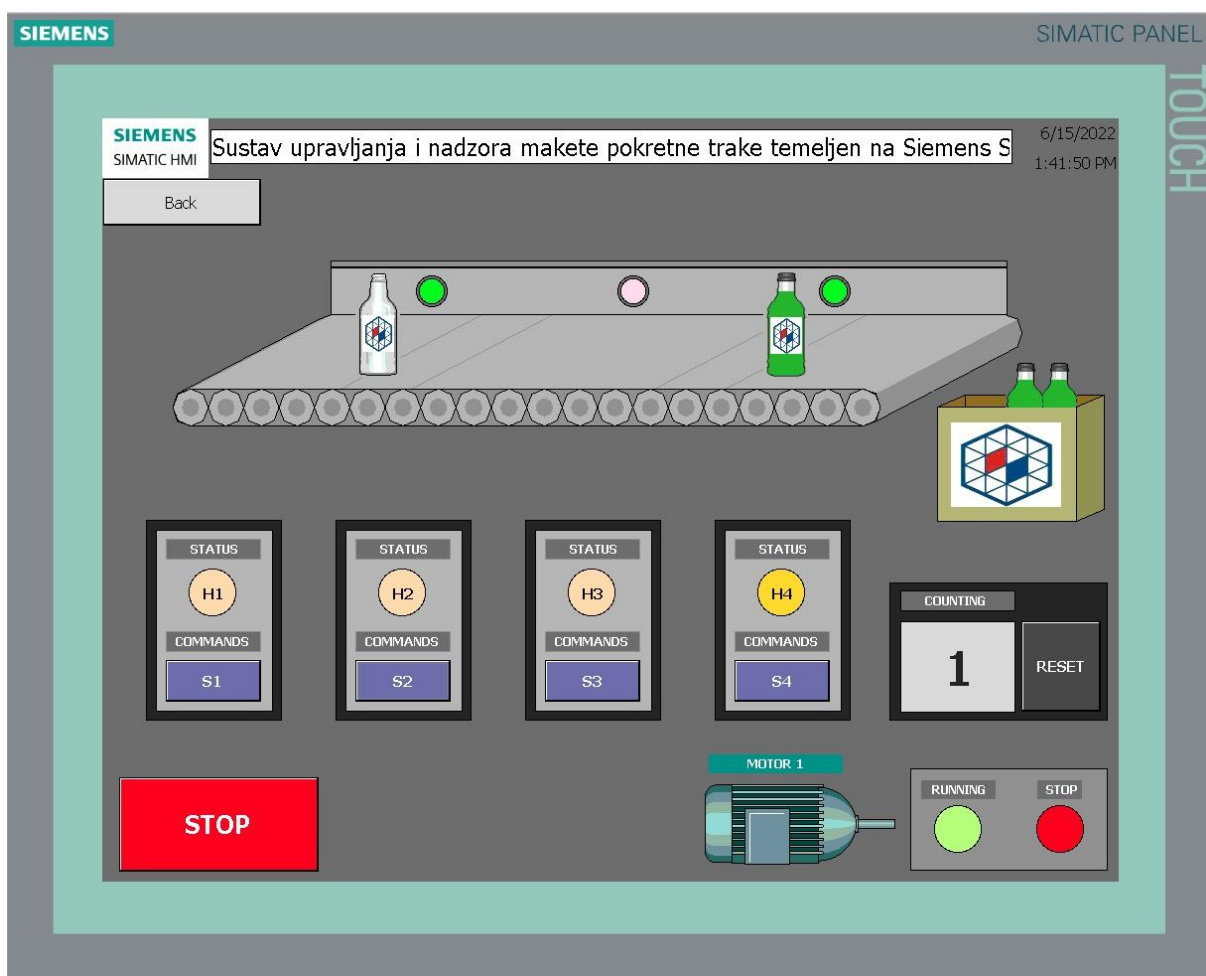 SIEMENS
SIMATIC PANEL
TOUCH
SIEMENS
SIMATIC HMI
Sustav upravljanja i nadzora makete pokretne trake temeljen na Siemens S
6/15/2022
1:41:50 PM
Back
STATUS
STATUS
STATUS
STATUS
H1
H2
H3
H4
COMMANDS
COMMANDS
COMMANDS
COMMANDS
S1
S2
S3
S4
COUNTING
1
RESET
MOTOR 1
RUNNING
STOP
STOP